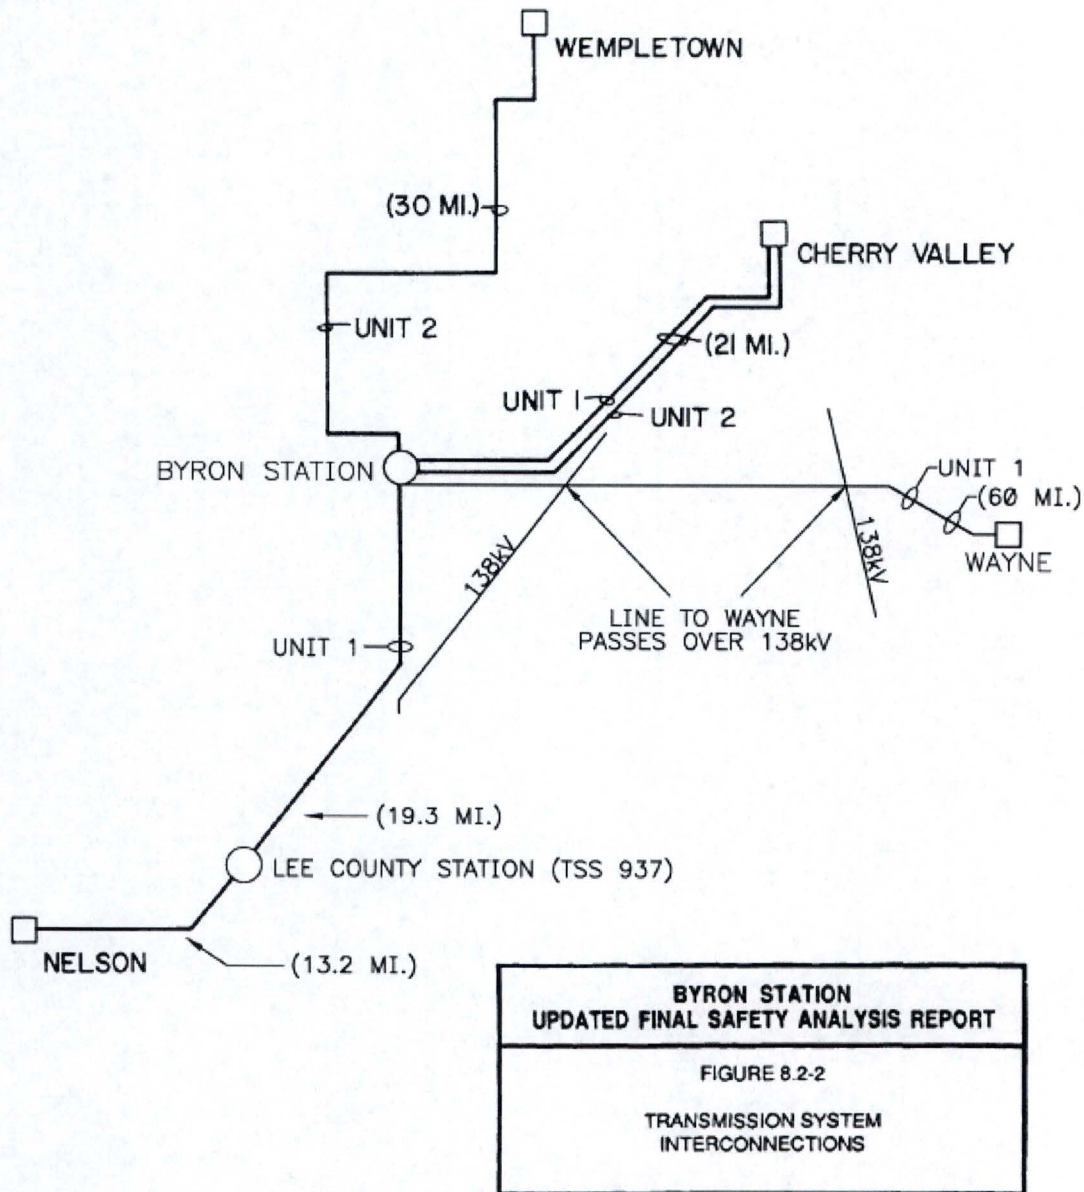 WEMPLETOWN
(30 MI.)
CHERRY VALLEY
UNIT 2
(21 MI.)
UNIT 1
UNIT 2
BYRON STATION
UNIT 1
(60 MI.)
138kV
138kV
WAYNE
LINE TO WAYNE
PASSES OVER 138kV
UNIT 1
(19.3 MI.)
LEE COUNTY STATION (TSS 937)
NELSON
(13.2 MI.)
BYRON STATION
UPDATED FINAL SAFETY ANALYSIS REPORT
FIGURE 8.2-2
TRANSMISSION SYSTEM
INTERCONNECTIONS